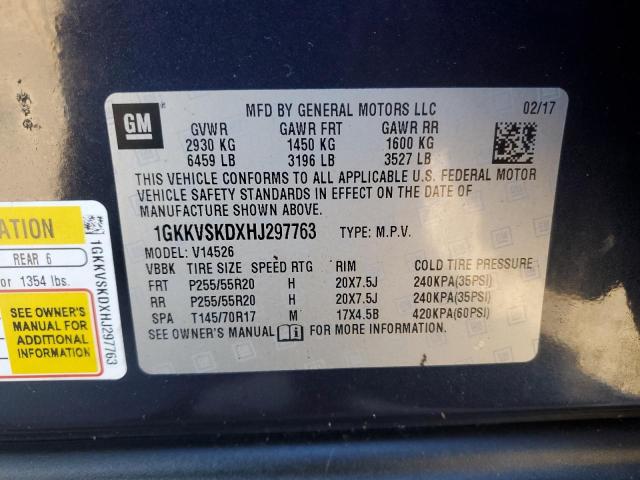 GM
MFD BY GENERAL MOTORS LLC 02/17
GVWR GAWR FRT GAWR RR
2930 KG 1450 KG 1600 KG
6459 LB 3196 LB 3527 LB
THIS VEHICLE CONFORMS TO ALL APPLICABLE U.S. FEDERAL MOTOR
VEHICLE SAFETY STANDARDS IN EFFECT ON THE DATE OF
MANUFACTURE SHOWN ABOVE.
1GKKVSKDXHJ297763 TYPE: M.P.V.
MODEL: V14526
VBBK TIRE SIZE SPEED RTG RIM COLD TIRE PRESSURE
FRT P255/55R20 H 20X7.5J 240KPA(35PSI)
RR P255/55R20 H 20X7.5J 240KPA(35PSI)
SPA T145/70R17 M 17X4.5B 420KPA(60PSI)
SEE OWNER'S MANUAL FOR MORE INFORMATION
REAR 6
or 1354 lbs.
SEE OWNER'S
MANUAL FOR
ADDITIONAL
INFORMATION
1GKKVSKDXHJ297763